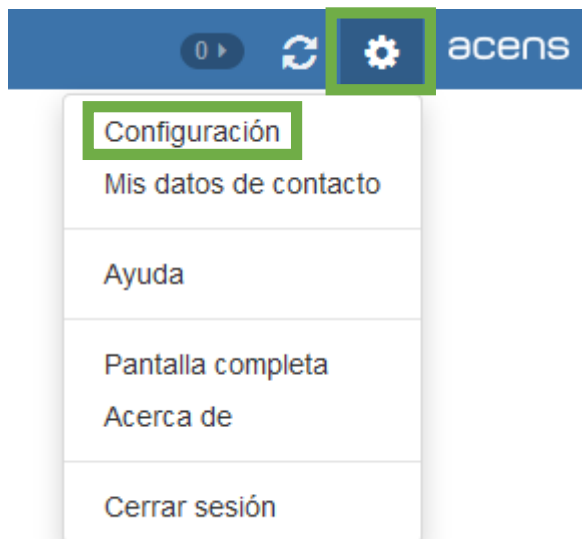 0
acens
Configuración
Mis datos de contacto
Ayuda
Pantalla completa
Acerca de
Cerrar sesión